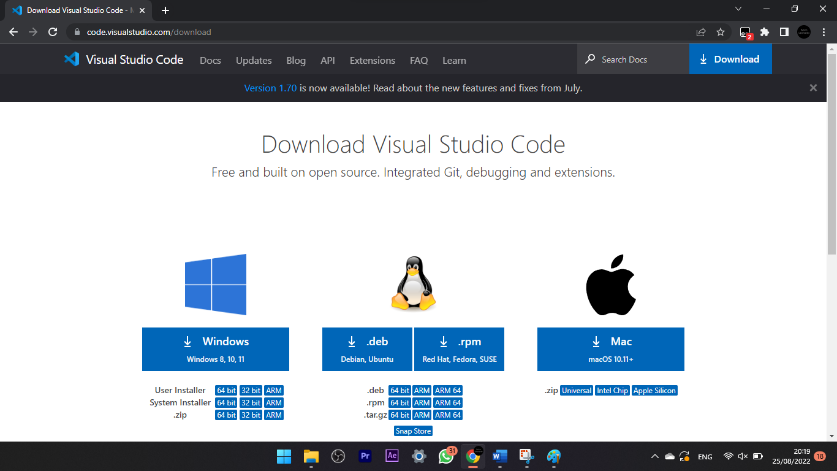 Download Visual Studio Code -
code.visualstudio.com/download
2
Visual Studio Code Docs Updates Blog API Extensions FAQ Learn Search Docs Download
Version 1.70 is now available! Read about the new features and fixes from July.
Download Visual Studio Code
Free and built on open source. Integrated Git, debugging and extensions.
Windows
Windows 8, 10, 11
.deb
Debian, Ubuntu
.rpm
Red Hat, Fedora, SUSE
Mac
macOS 10.11+
User Installer 64 bit 32 bit ARM
System Installer 64 bit 32 bit ARM
.zip 64 bit 32 bit ARM
.deb 64 bit ARM ARM 64
.rpm 64 bit ARM ARM 64
.tar.gz 64 bit ARM ARM 64
Snap Store
.zip Universal Intel Chip Apple Silicon
Pr Ae 31 W ENG 20:19
25/08/2022 10